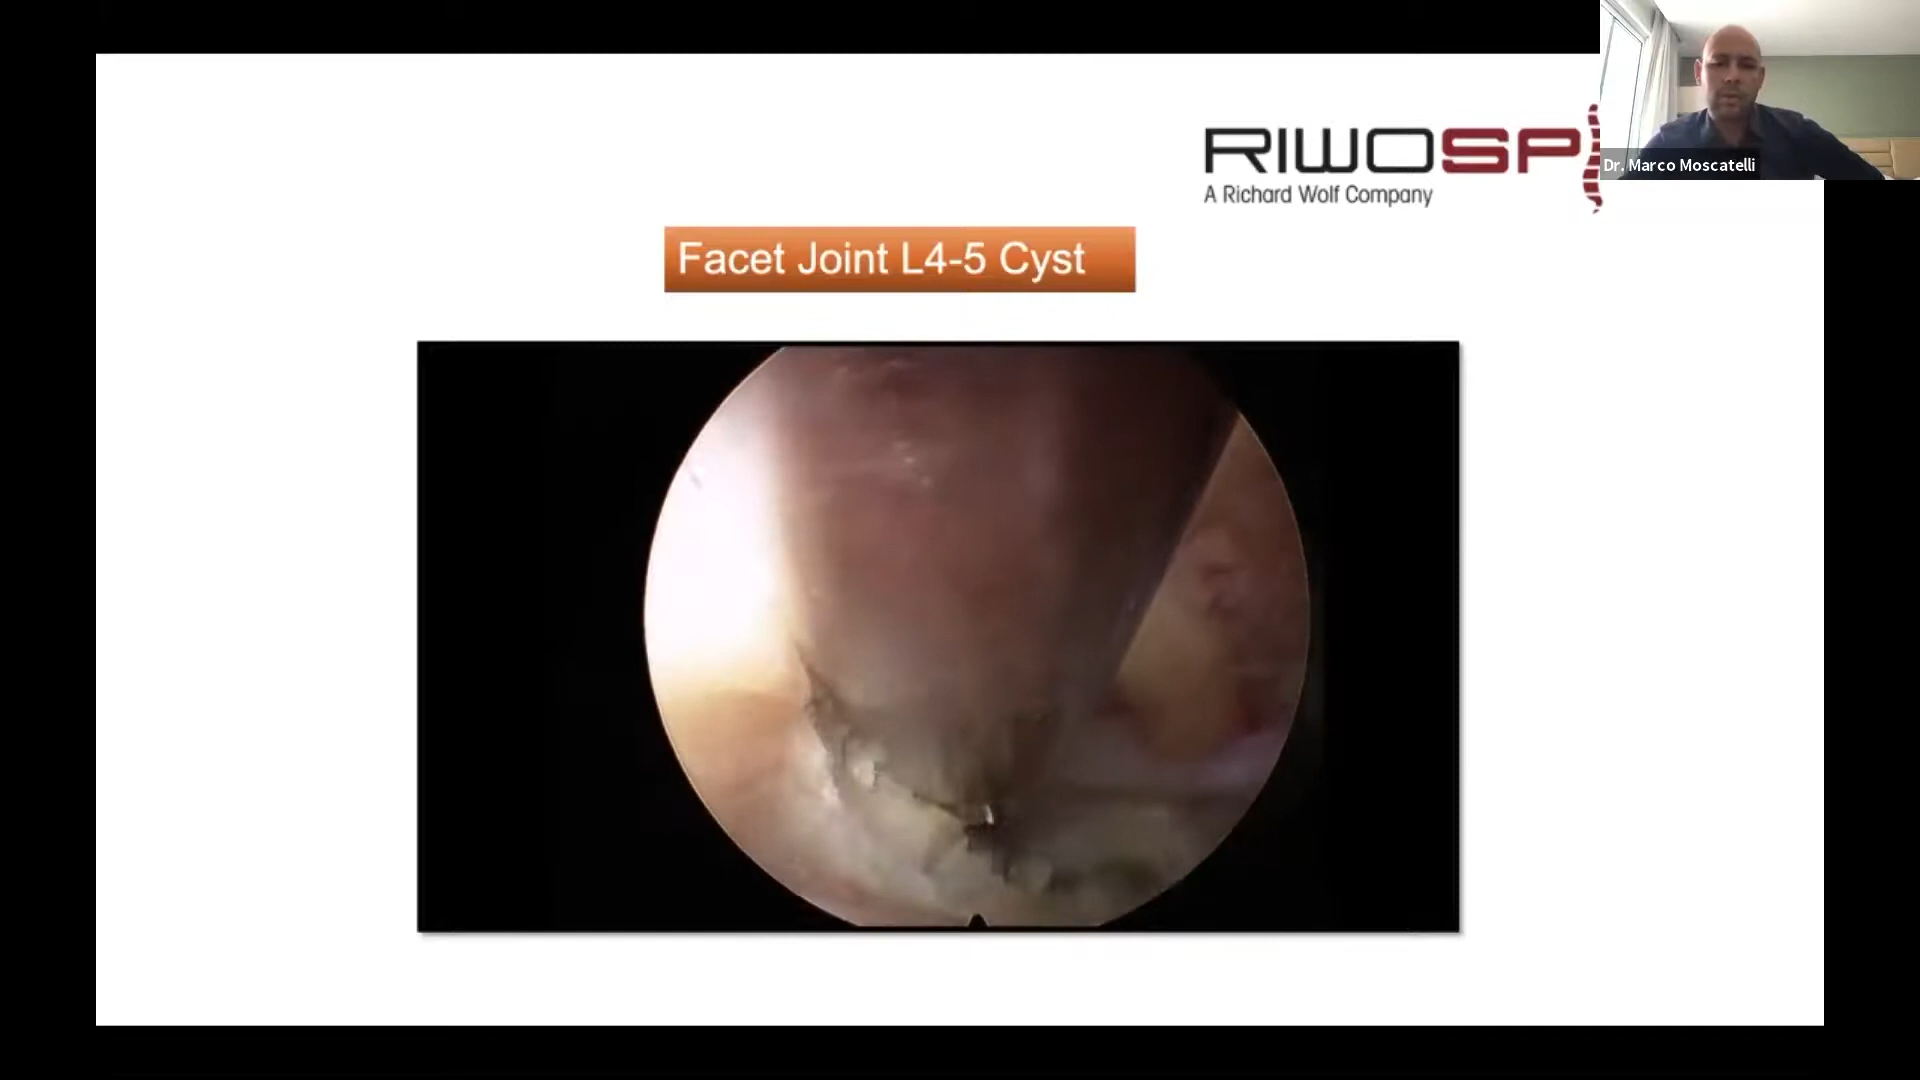 RIWOSP
A Richard Wolf Company
Dr. Marco Moscatelli
Facet Joint L4-5 Cyst